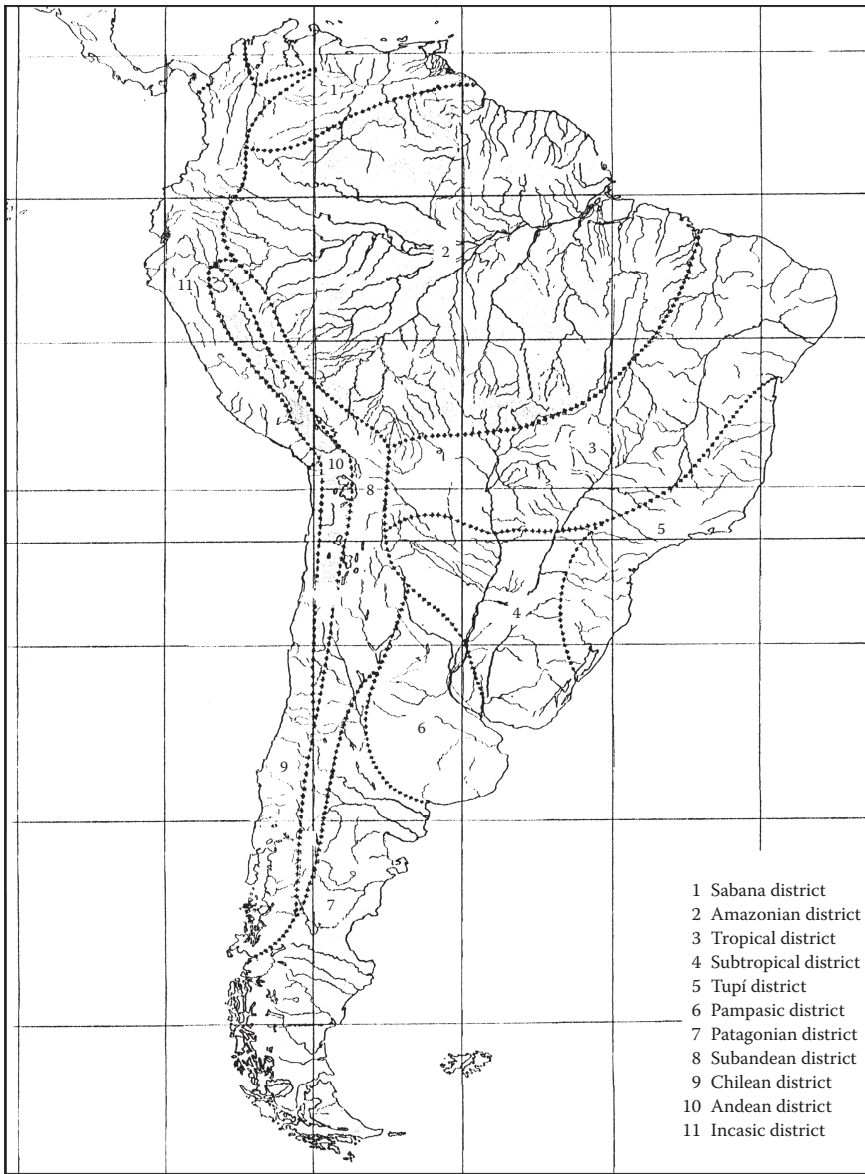 1
2
11
3
10
8
5
4
6
9
7
1 Sabana district
2 Amazonian district
3 Tropical district
4 Subtropical district
5 Tupí district
6 Pampasic district
7 Patagonian district
8 Subandean district
9 Chilean district
10 Andean district
11 Incasic district